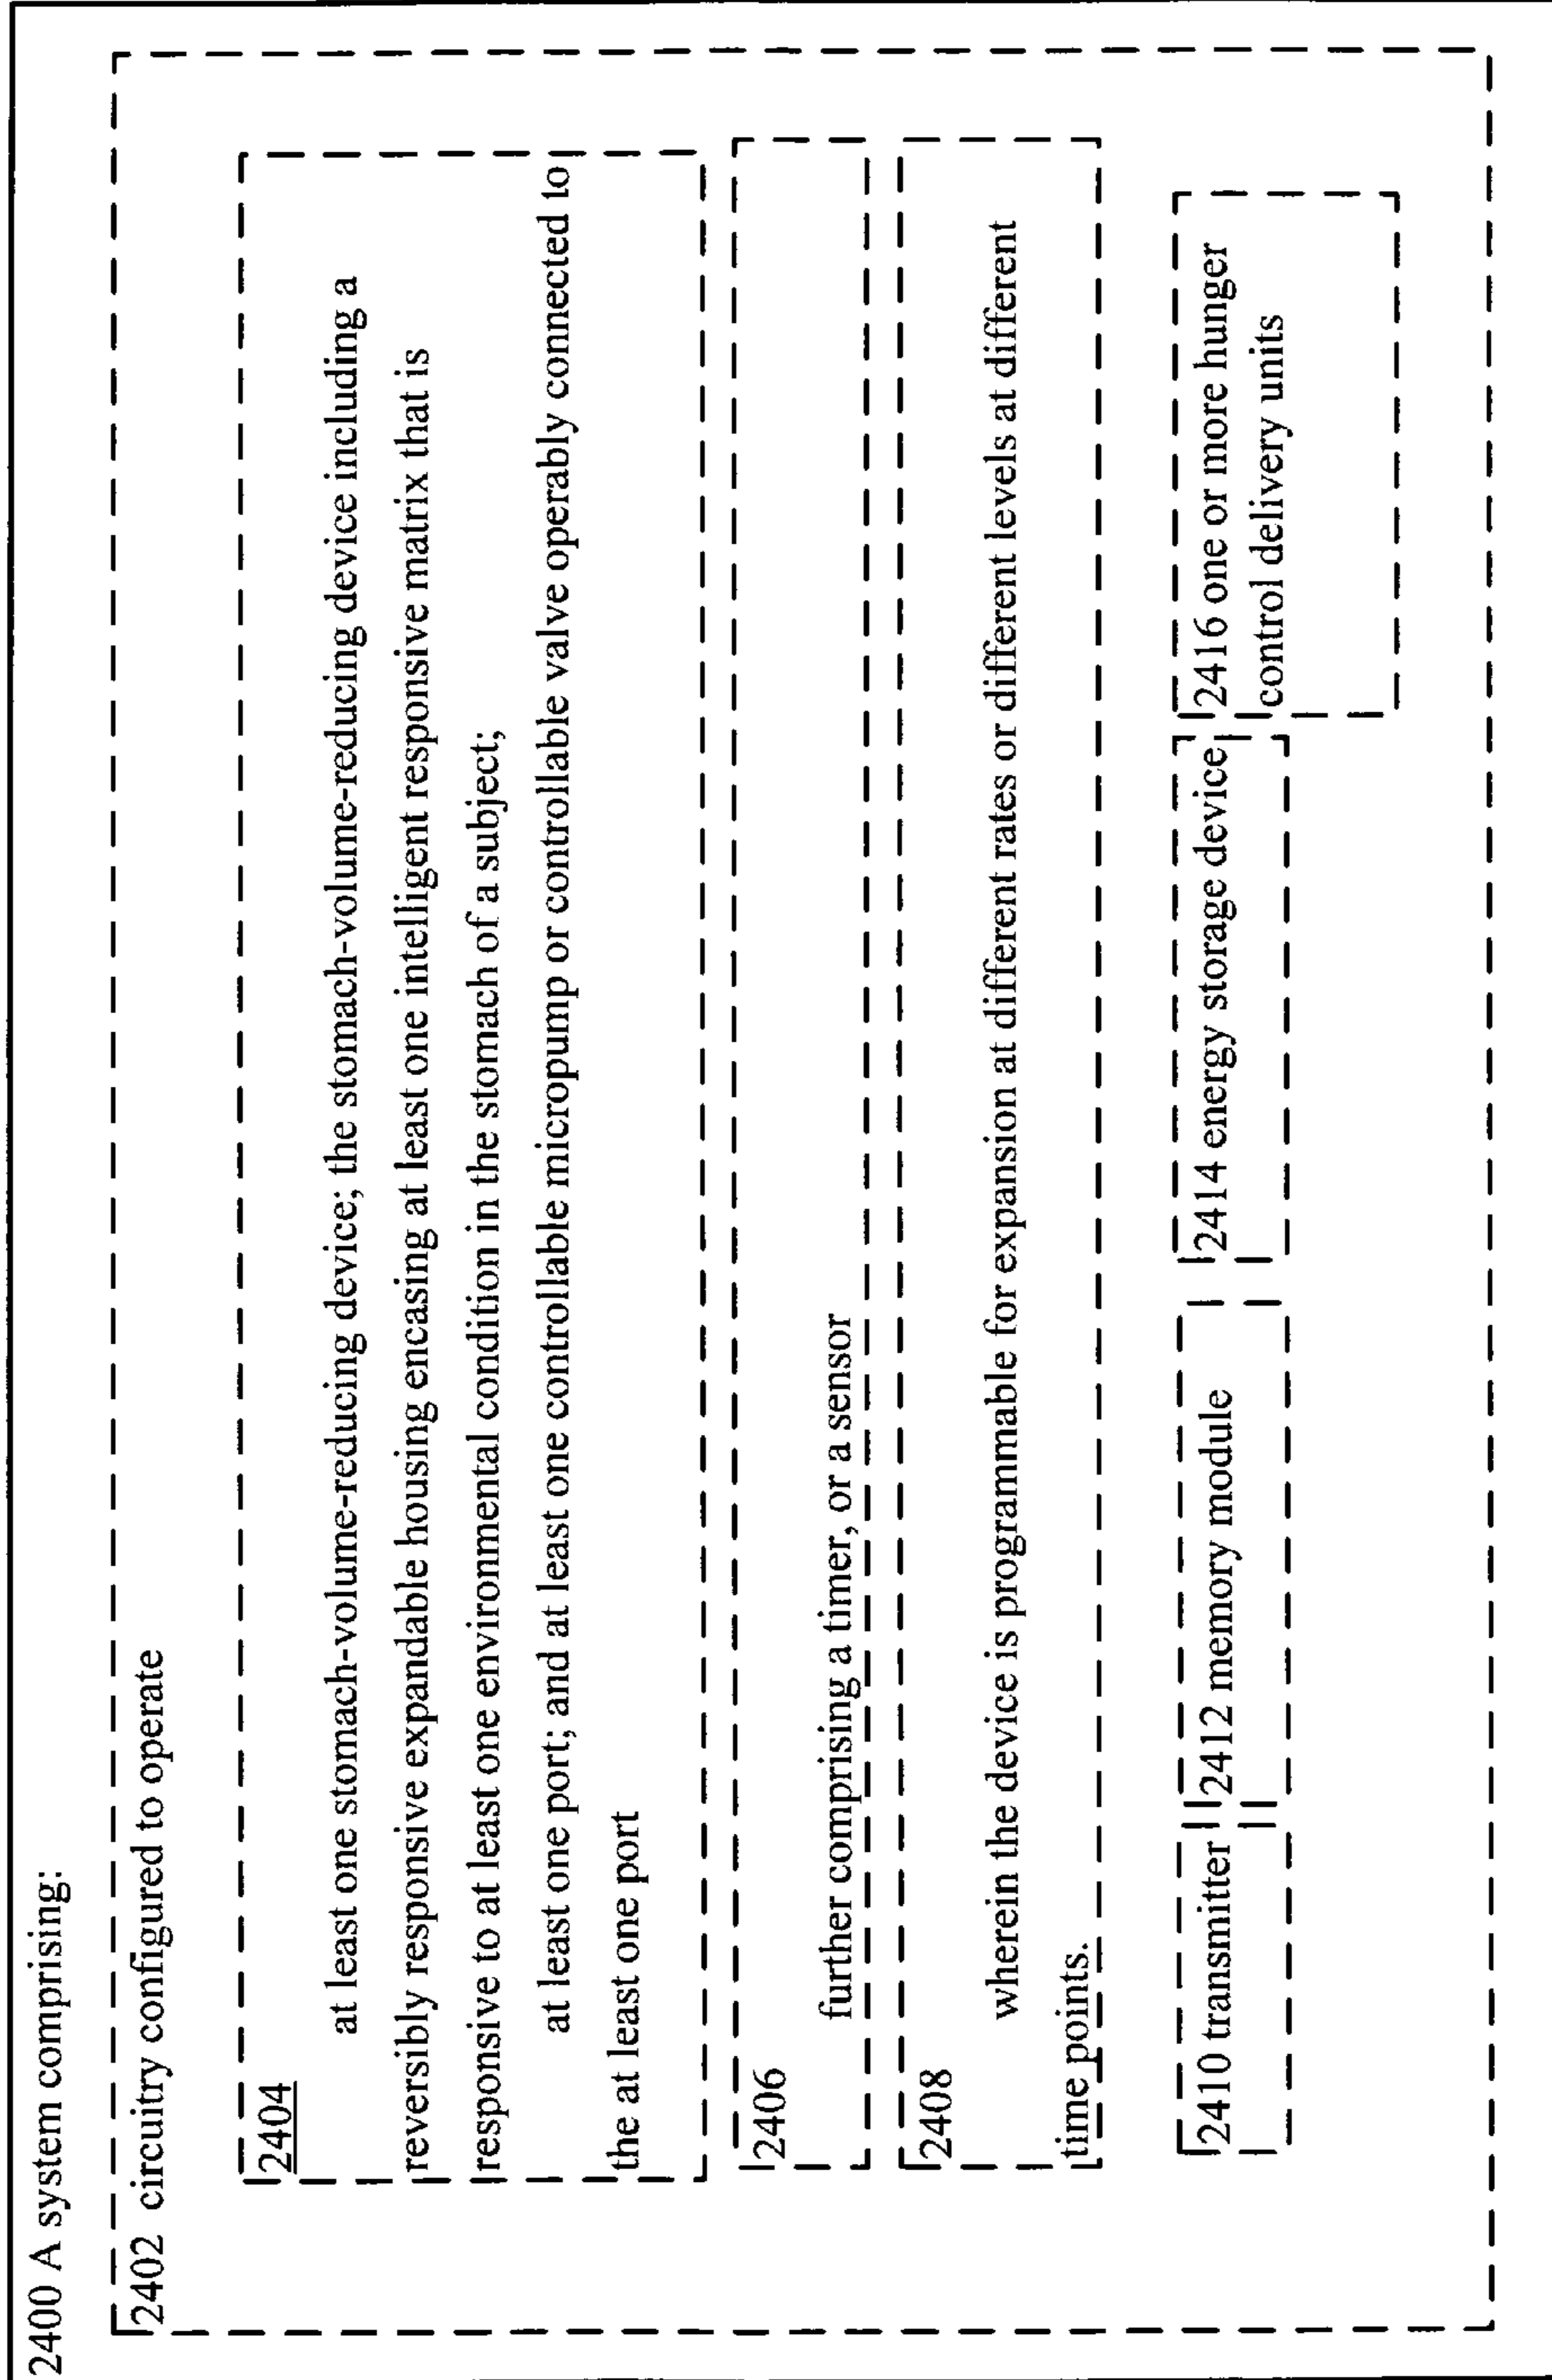 2400 A system comprising:
2402 circuitry configured to operate
2404
at least one stomach-volume-reducing device; the stomach-volume-reducing device including a
reversibly responsive expandable housing encasing at least one intelligent responsive matrix that is
responsive to at least one environmental condition in the stomach of a subject;
at least one port; and at least one controllable micropump or controllable valve operably connected to
the at least one port
2406
further comprising a timer, or a sensor
2408
wherein the device is programmable for expansion at different rates or different levels at different
time points.
2410 transmitter
2412 memory module
2414 energy storage device
2416 one or more hunger
control delivery units